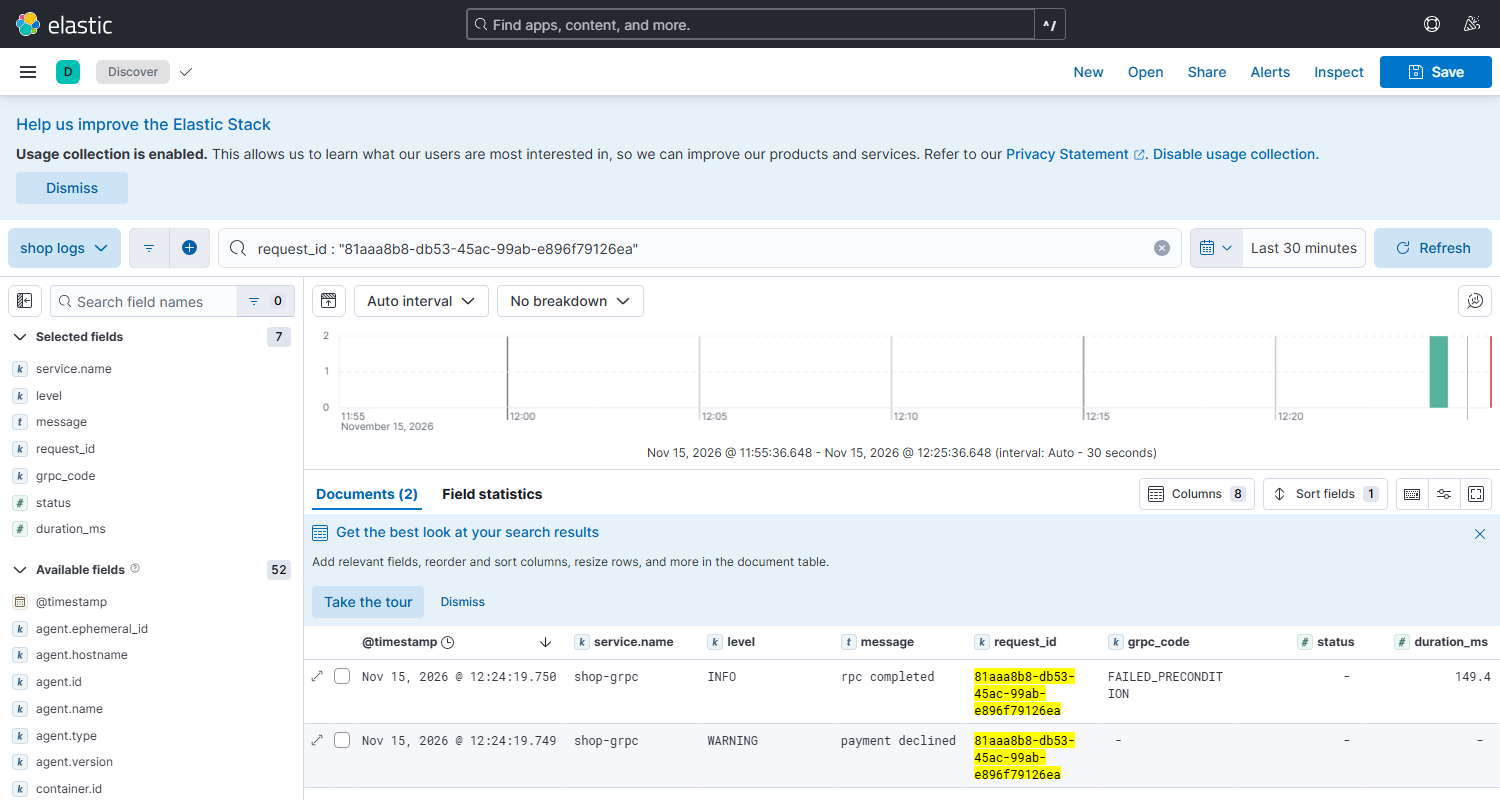 elastic
Find apps, content, and more.
^/
D
Discover
New
Open
Share
Alerts
Inspect
Save
Help us improve the Elastic Stack
Usage collection is enabled. This allows us to learn what our users are most interested in, so we can improve our products and services. Refer to our Privacy Statement. Disable usage collection.
Dismiss
shop logs
request_id : "81aaa8b8-db53-45ac-99ab-e896f79126ea"
Last 30 minutes
Refresh
Search field names
0
Selected fields
7
k service.name
k level
t message
k request_id
k grpc_code
# status
# duration_ms
Available fields
52
@timestamp
k agent.ephemeral_id
k agent.hostname
k agent.id
k agent.name
k agent.type
k agent.version
k container.id
Auto interval
No breakdown
2
1
0
11:55
November 15, 2026
12:00
12:05
12:10
12:15
12:20
Nov 15, 2026 @ 11:55:36.648 - Nov 15, 2026 @ 12:25:36.648 (interval: Auto - 30 seconds)
Documents (2)
Field statistics
Columns 8
Sort fields 1
Get the best look at your search results
Add relevant fields, reorder and sort columns, resize rows, and more in the document table.
Take the tour
Dismiss
@timestamp
k service.name
k level
t message
k request_id
k grpc_code
# status
# duration_ms
Nov 15, 2026 @ 12:24:19.750
shop-grpc
INFO
rpc completed
81aaa8b8-db53-
45ac-99ab-
e896f79126ea
FAILED_PRECONDIT
ION
-
149.4
Nov 15, 2026 @ 12:24:19.749
shop-grpc
WARNING
payment declined
81aaa8b8-db53-
45ac-99ab-
e896f79126ea
-
-
-